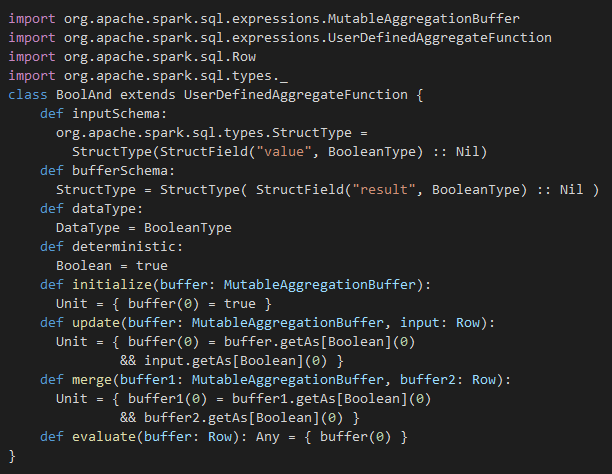 import org.apache.spark.sql.expressions.MutableAggregationBuffer
import org.apache.spark.sql.expressions.UserDefinedAggregateFunction
import org.apache.spark.sql.Row
import org.apache.spark.sql.types._
class BoolAnd extends UserDefinedAggregateFunction {
    def inputSchema:
      org.apache.spark.sql.types.StructType =
        StructType(StructField("value", BooleanType) :: Nil)
    def bufferSchema:
      StructType = StructType( StructField("result", BooleanType) :: Nil )
    def dataType:
      DataType = BooleanType
    def deterministic:
      Boolean = true
    def initialize(buffer: MutableAggregationBuffer):
      Unit = { buffer(0) = true }
    def update(buffer: MutableAggregationBuffer, input: Row):
      Unit = { buffer(0) = buffer.getAs[Boolean](0)
              && input.getAs[Boolean](0) }
    def merge(buffer1: MutableAggregationBuffer, buffer2: Row):
      Unit = { buffer1(0) = buffer1.getAs[Boolean](0)
              && buffer2.getAs[Boolean](0) }
    def evaluate(buffer: Row): Any = { buffer(0) }
}